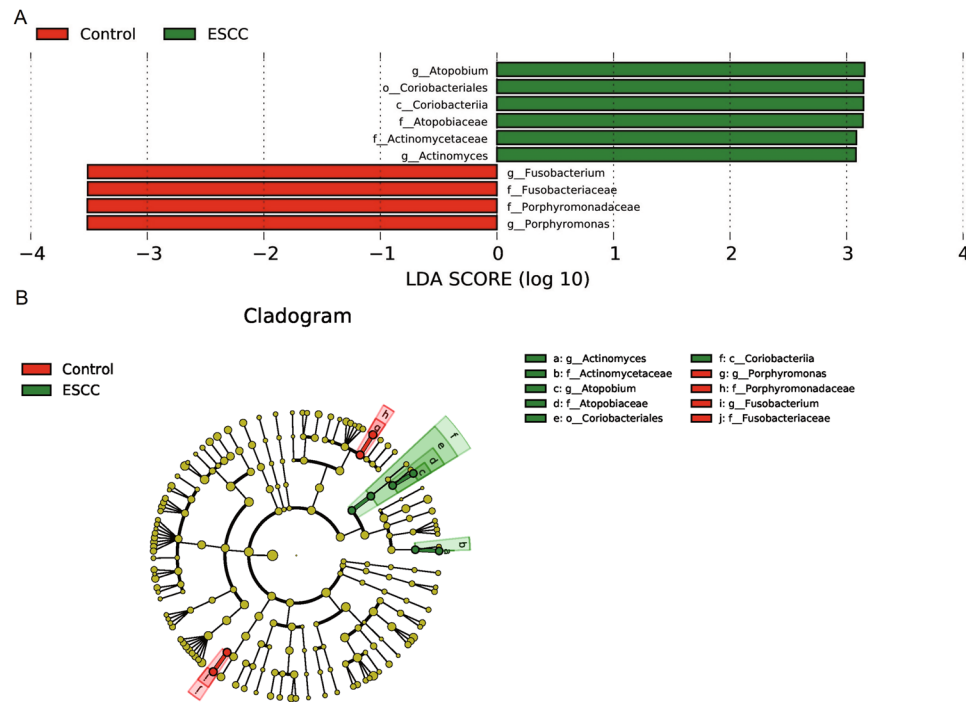 A
Control ESCC
g__Atopobium
o__Coriobacteriales
c__Coriobacteriia
f__Atopobiaceae
f__Actinomycetaceae
g__Actinomyces
g__Fusobacterium
f__Fusobacteriaceae
f__Porphyromonadaceae
g__Porphyromonas
−4 −3 −2 −1 0 1 2 3 4
LDA SCORE (log 10)
B
Cladogram
Control
ESCC
a: g__Actinomyces
b: f__Actinomycetaceae
c: g__Atopobium
d: f__Atopobiaceae
e: o__Coriobacteriales
f: c__Coriobacteriia
g: g__Porphyromonas
h: f__Porphyromonadaceae
i: g__Fusobacterium
j: f__Fusobacteriaceae
h
g
f
e
d
c
b
a
i
j